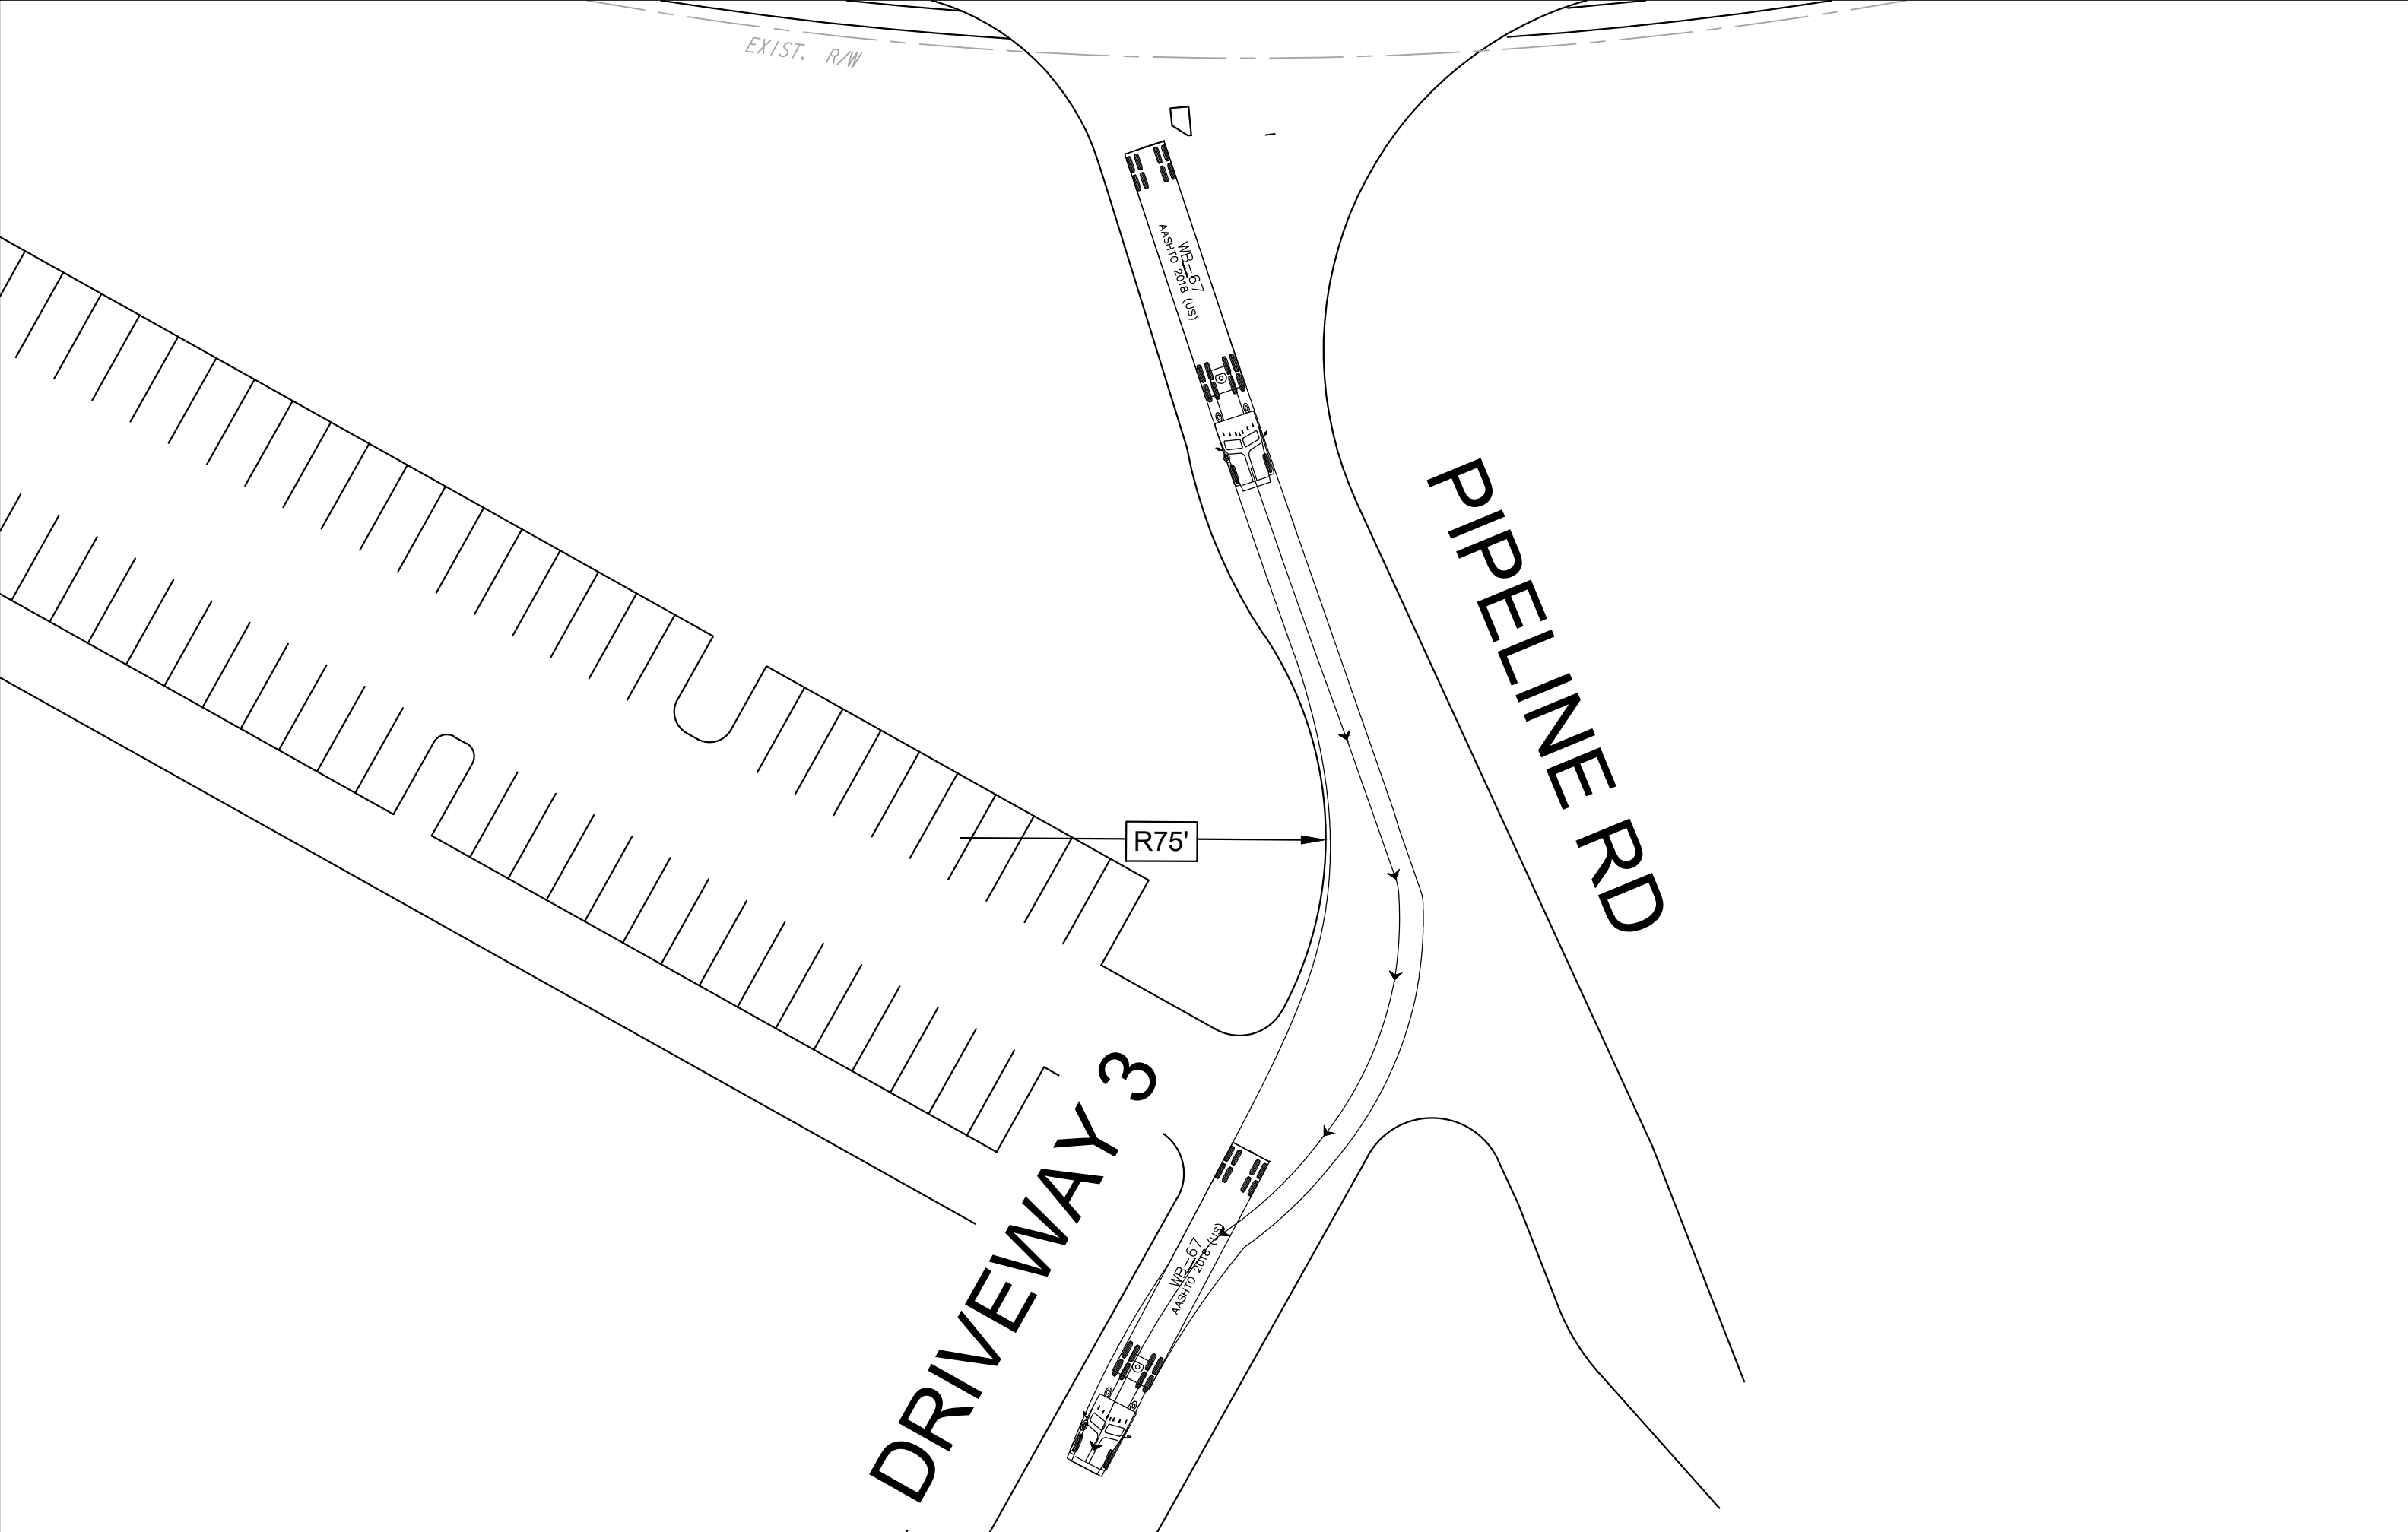 EXIST. R/W
WB-67
AASHTO 2018 (US)
PIPELINE RD
R75'
DRIVEWAY 3
WB-67
AASHTO 2018 (US)